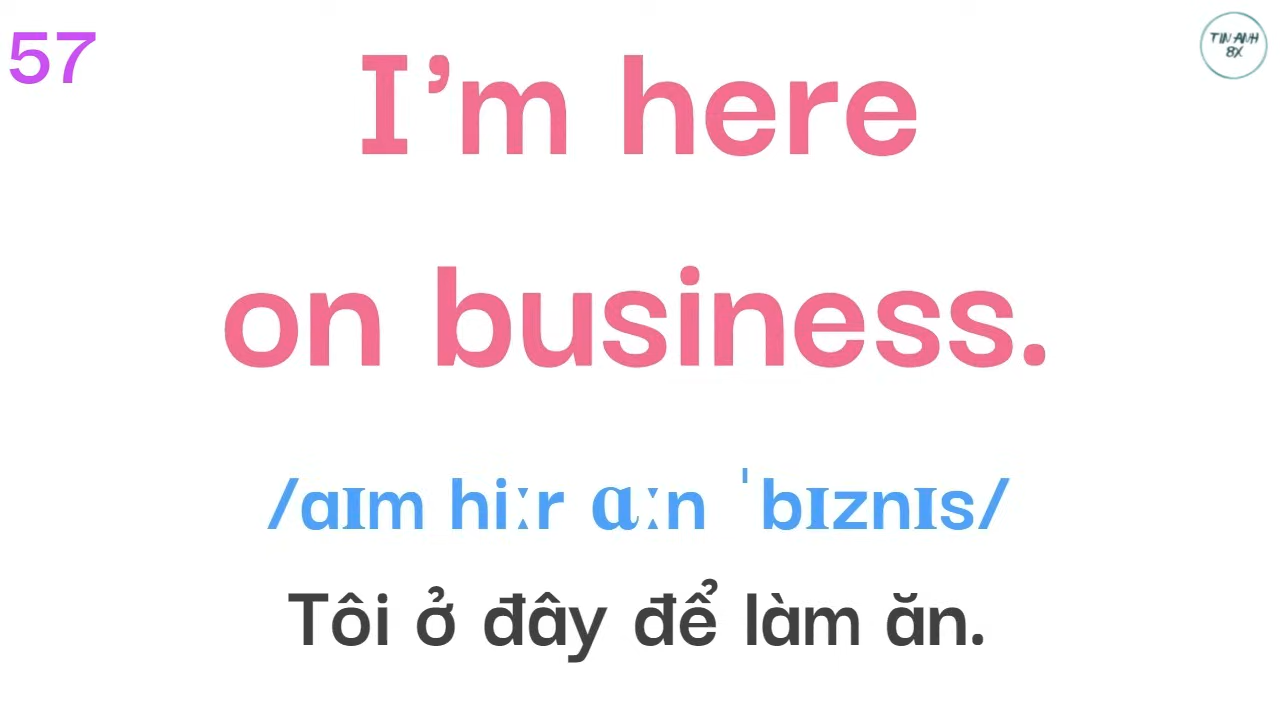 57
TIN ANH
8X
I’m here
on business.
/aɪm hiːr ɑːn ˈbɪznɪs/
Tôi ở đây để làm ăn.